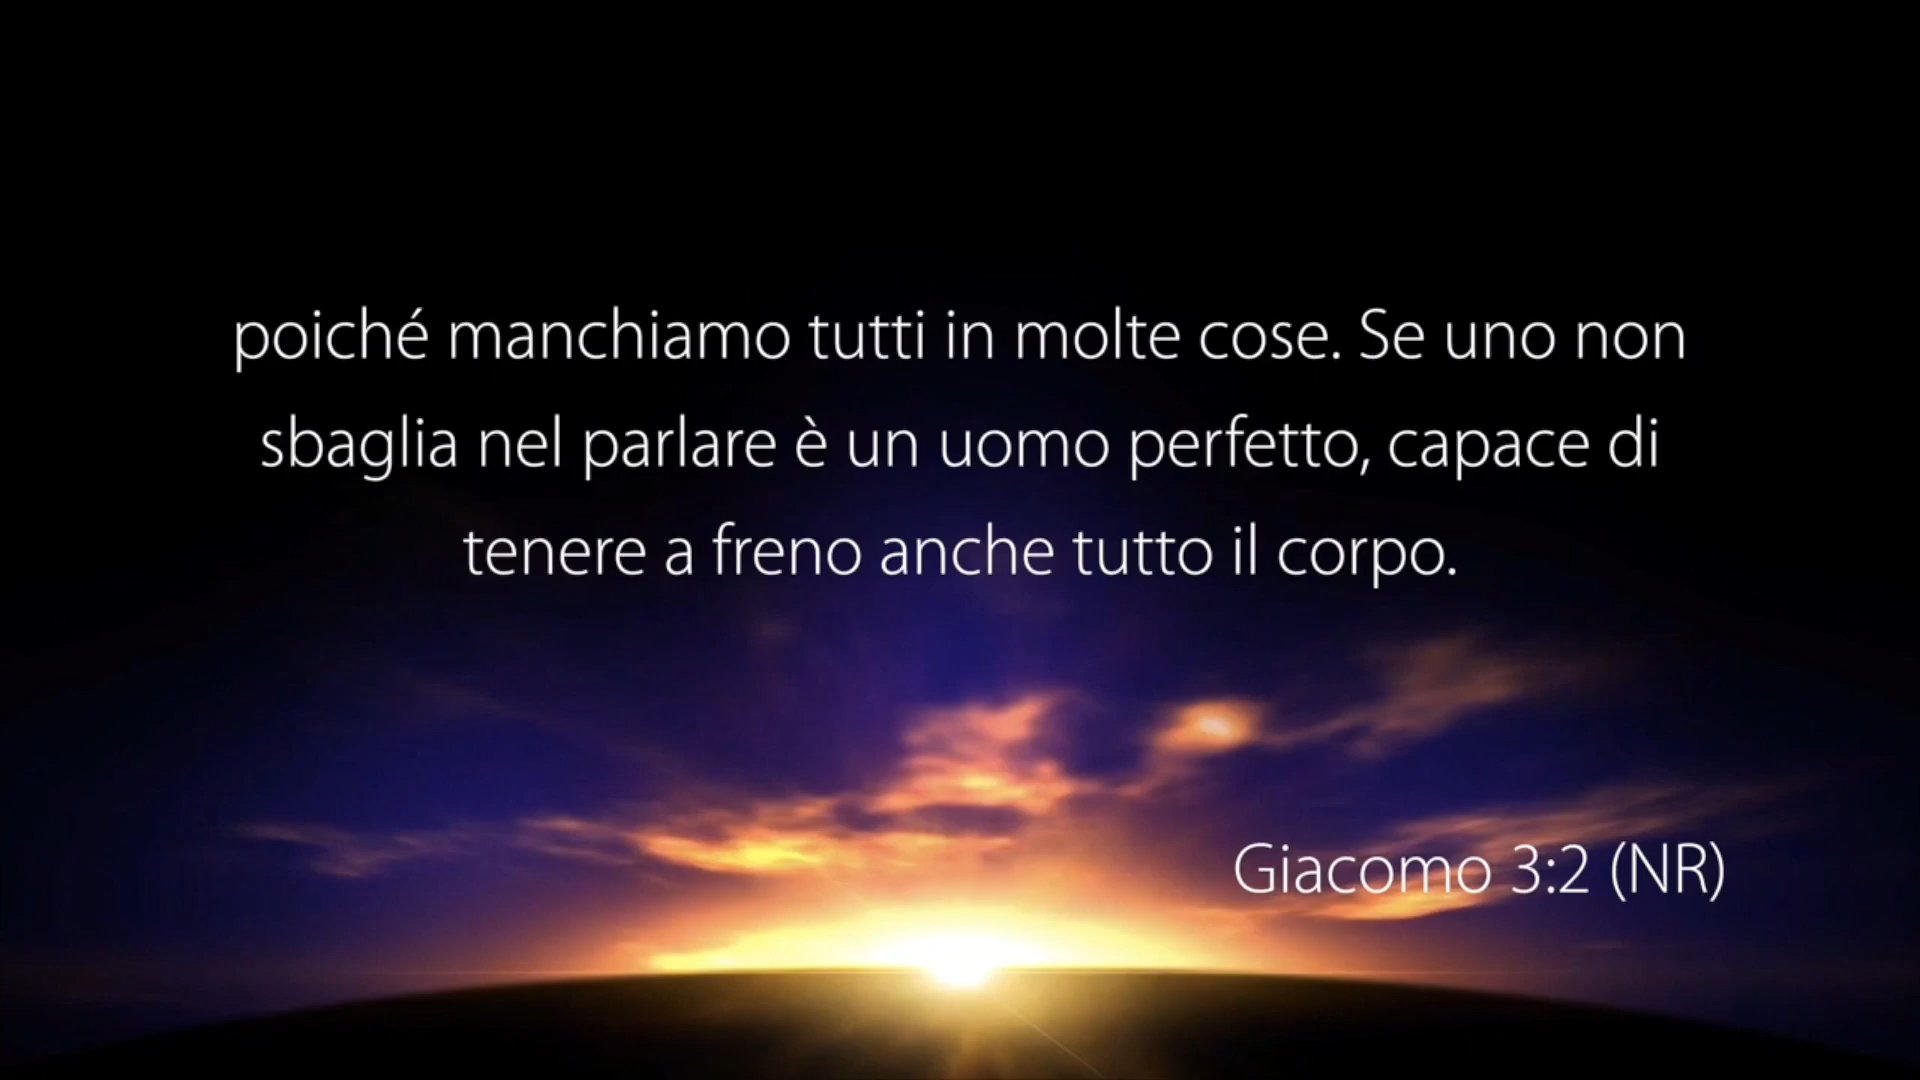 poiché manchiamo tutti in molte cose. Se uno non
sbaglia nel parlare è un uomo perfetto, capace di
tenere a freno anche tutto il corpo.
Giacomo 3:2 (NR)